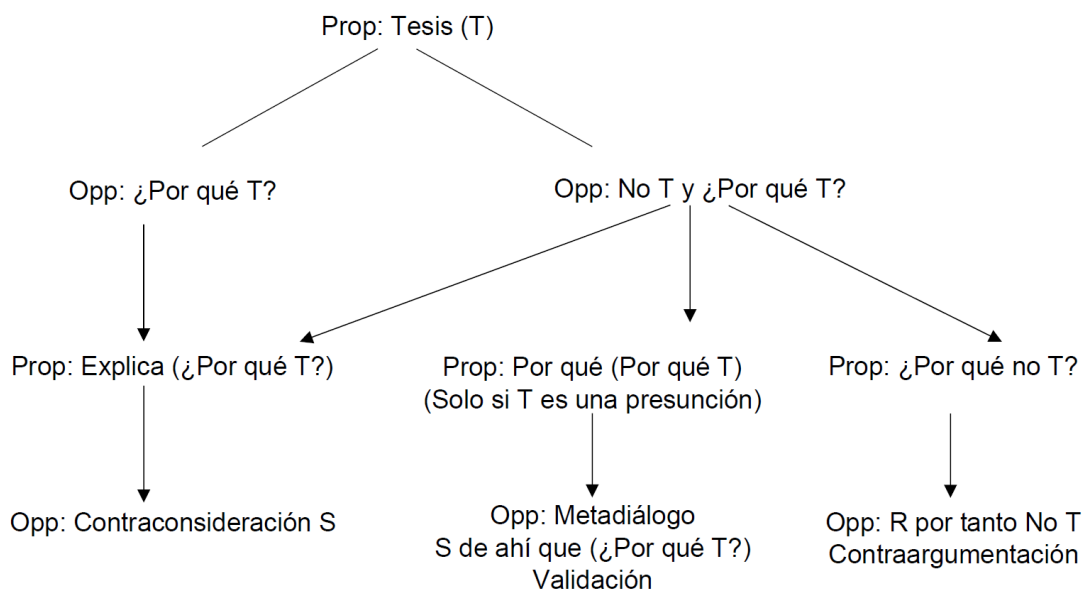 Prop: Tesis (T)
Opp: ¿Por qué T?
Opp: No T y ¿Por qué T?
Prop: Explica (¿Por qué T?)
Prop: Por qué (Por qué T)
(Solo si T es una presunción)
Prop: ¿Por qué no T?
Opp: Contraconsideración S
Opp: Metadiálogo
S de ahí que (¿Por qué T?)
Validación
Opp: R por tanto No T
Contraargumentación